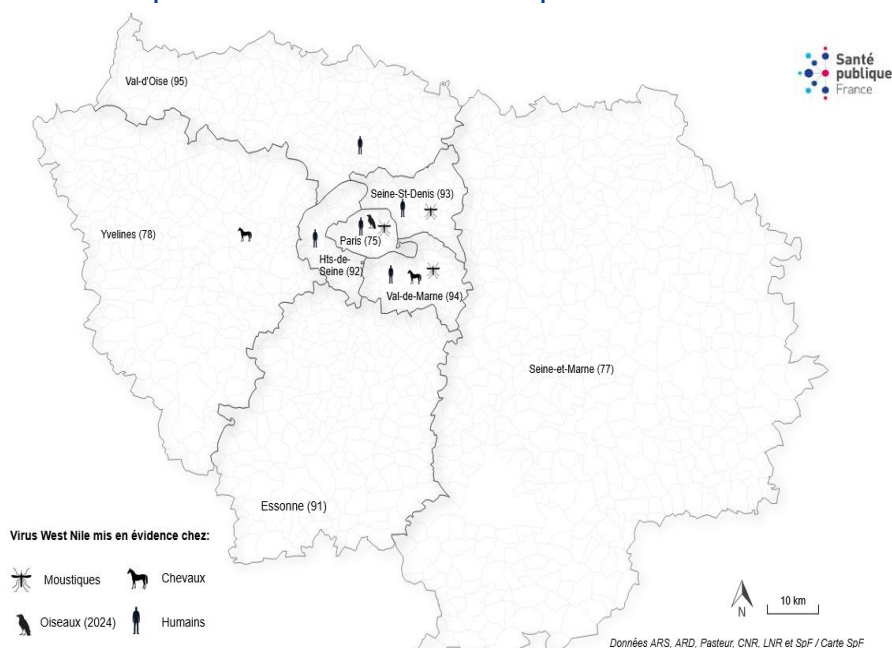 Val-d'Oise (95)
Santé
publique
France
Seine-St-Denis (93)
Yvelines (78)
Paris (75)
Hts-de-
Seine (92)
Val-de-Marne (94)
Seine-et-Marne (77)
Essonne (91)
Virus West Nile mis en évidence chez:
Moustiques
Chevaux
Oiseaux (2024)
Humains
N
10 km
Données ARS, ARD, Pasteur, CNR, LNR et SpF / Carte SpF